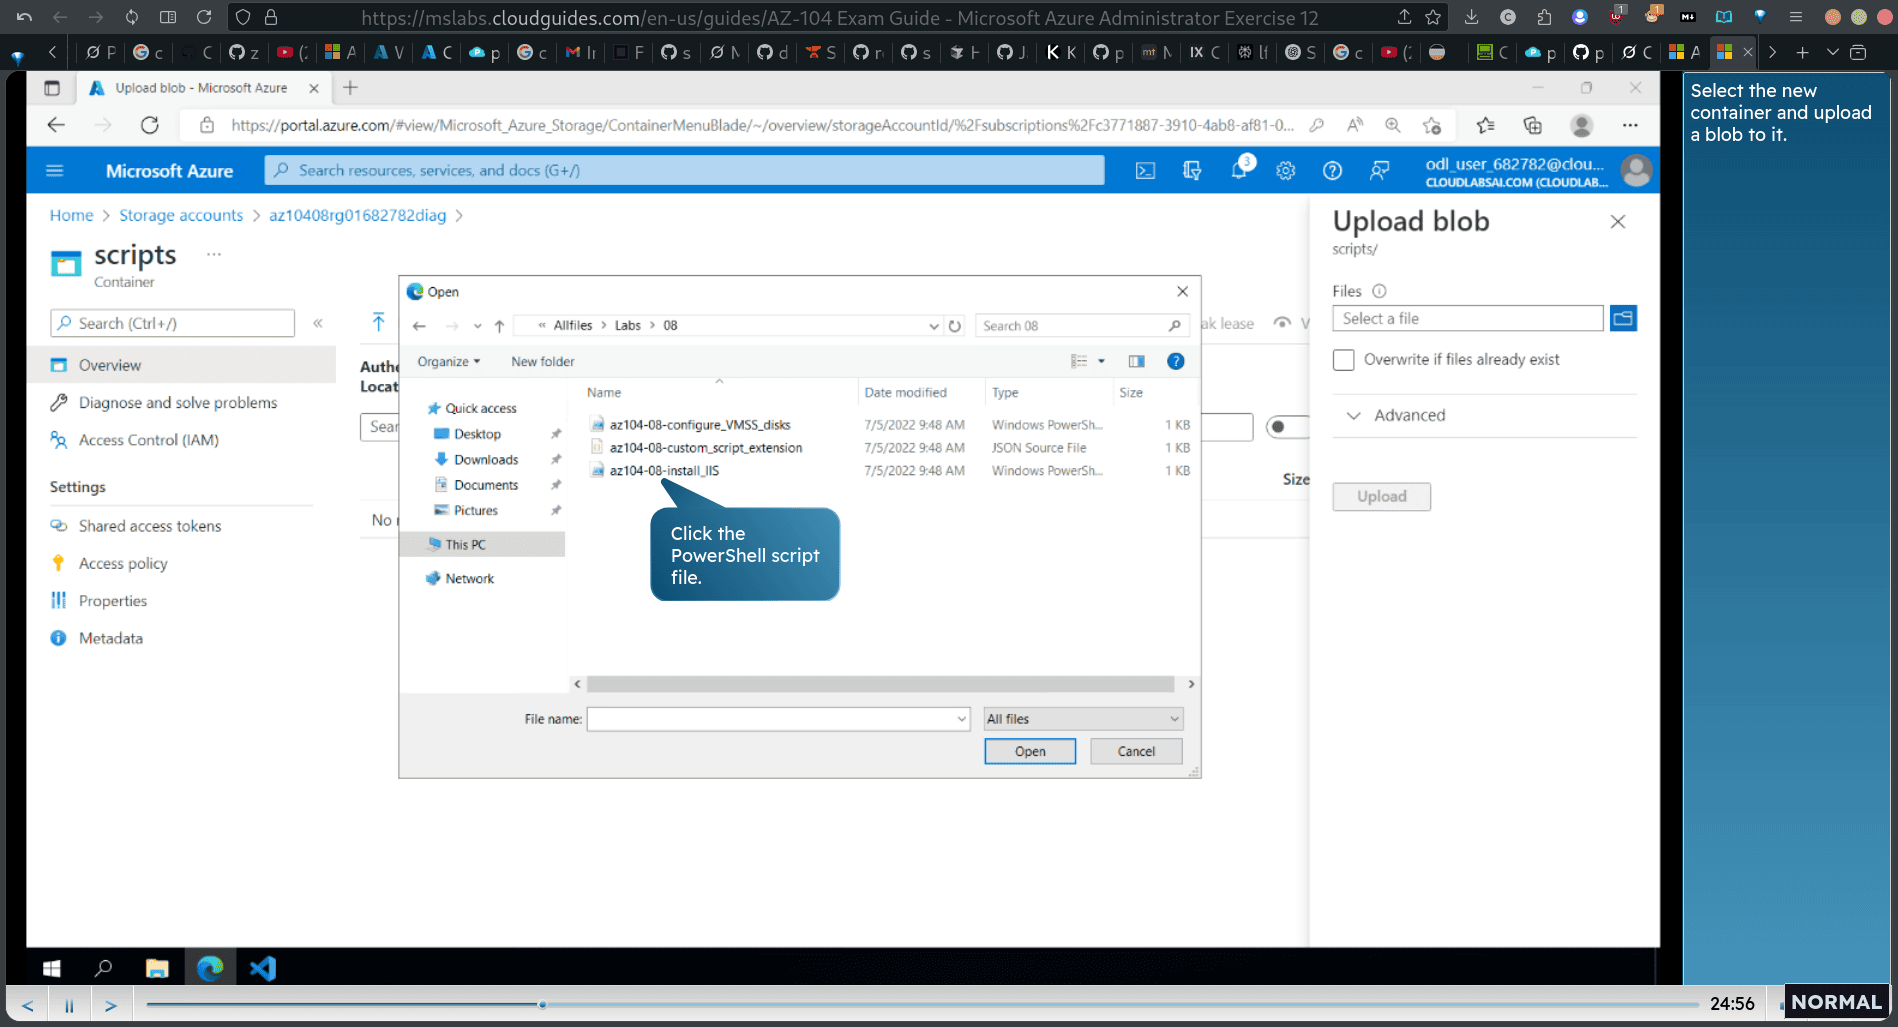 https://mslabs.cloudguides.com/en-us/guides/AZ-104 Exam Guide - Microsoft Azure Administrator Exercise 12
Upload blob - Microsoft Azure
https://portal.azure.com/#view/Microsoft_Azure_Storage/ContainerMenuBlade/~/overview/storageAccountId/%2Fsubscriptions%2Fc3771887-3910-4ab8-af81-0...
Microsoft Azure
Search resources, services, and docs (G+/)
3
odl_user_682782@clou...
CLOUDLABSAI.COM (CLOUDLAB...
Home > Storage accounts > az10408rg01682782diag >
scripts ...
Container
Search (Ctrl+/)
Overview
Diagnose and solve problems
Access Control (IAM)
Settings
Shared access tokens
Access policy
Properties
Metadata
ak lease
V
Authe
Locat
Sear
Size
No r
Open
« Allfiles > Labs > 08
Search 08
Organize
New folder
Name Date modified Type Size
Quick access
Desktop
Downloads
Documents
Pictures
This PC
Network
az104-08-configure_VMSS_disks 7/5/2022 9:48 AM Windows PowerSh... 1 KB
az104-08-custom_script_extension 7/5/2022 9:48 AM JSON Source File 1 KB
az104-08-install_IIS 7/5/2022 9:48 AM Windows PowerSh... 1 KB
Click the
PowerShell script
file.
File name:
All files
Open
Cancel
Upload blob
scripts/
Files
Select a file
Overwrite if files already exist
Advanced
Upload
Select the new
container and upload
a blob to it.
24:56
NORMAL